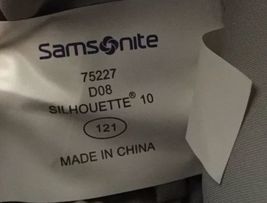 Samsonite
75227
D08
SILHOUETTE® 10
121
MADE IN CHINA